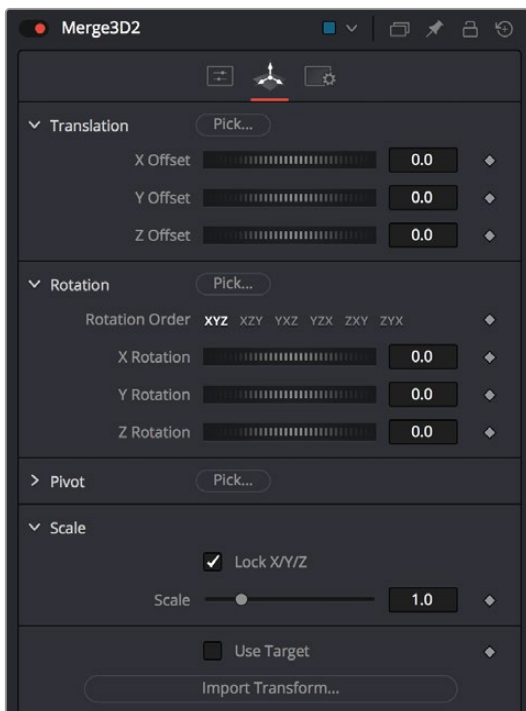 Merge3D2
Translation Pick...
X Offset 0.0
Y Offset 0.0
Z Offset 0.0
Rotation Pick...
Rotation Order XYZ XZY YXZ YZX ZXY ZYX
X Rotation 0.0
Y Rotation 0.0
Z Rotation 0.0
Pivot Pick...
Scale
Lock X/Y/Z
Scale 1.0
Use Target
Import Transform...